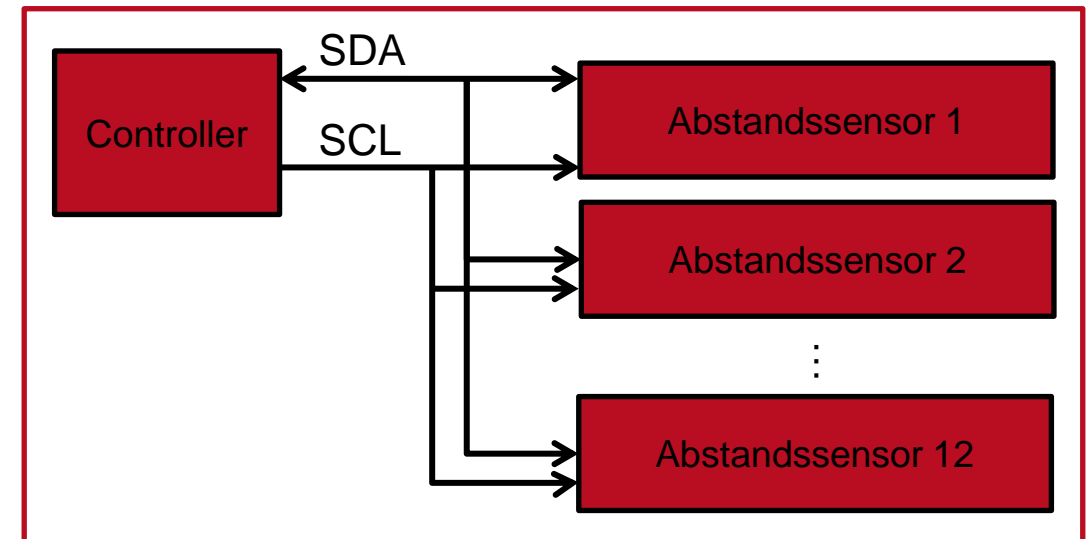 SDA
Controller
SCL
Abstandssensor 1
Abstandssensor 2
⋮
Abstandssensor 12